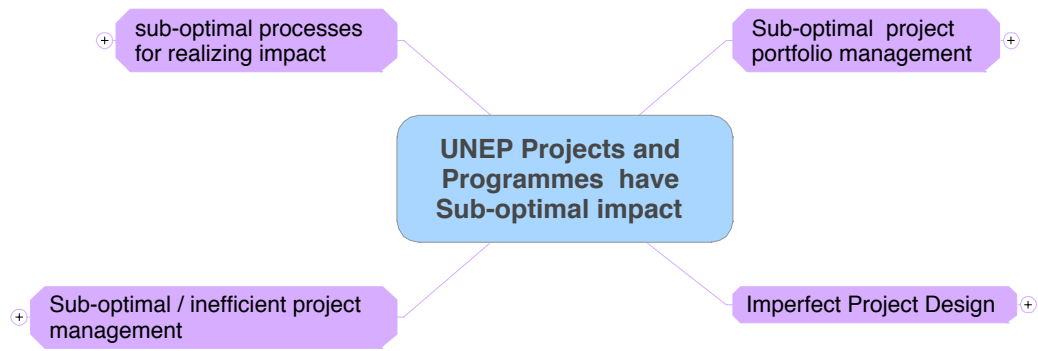 sub-optimal processes
for realizing impact
Sub-optimal project
portfolio management
UNEP Projects and
Programmes have
Sub-optimal impact
Sub-optimal / inefficient project
management
Imperfect Project Design